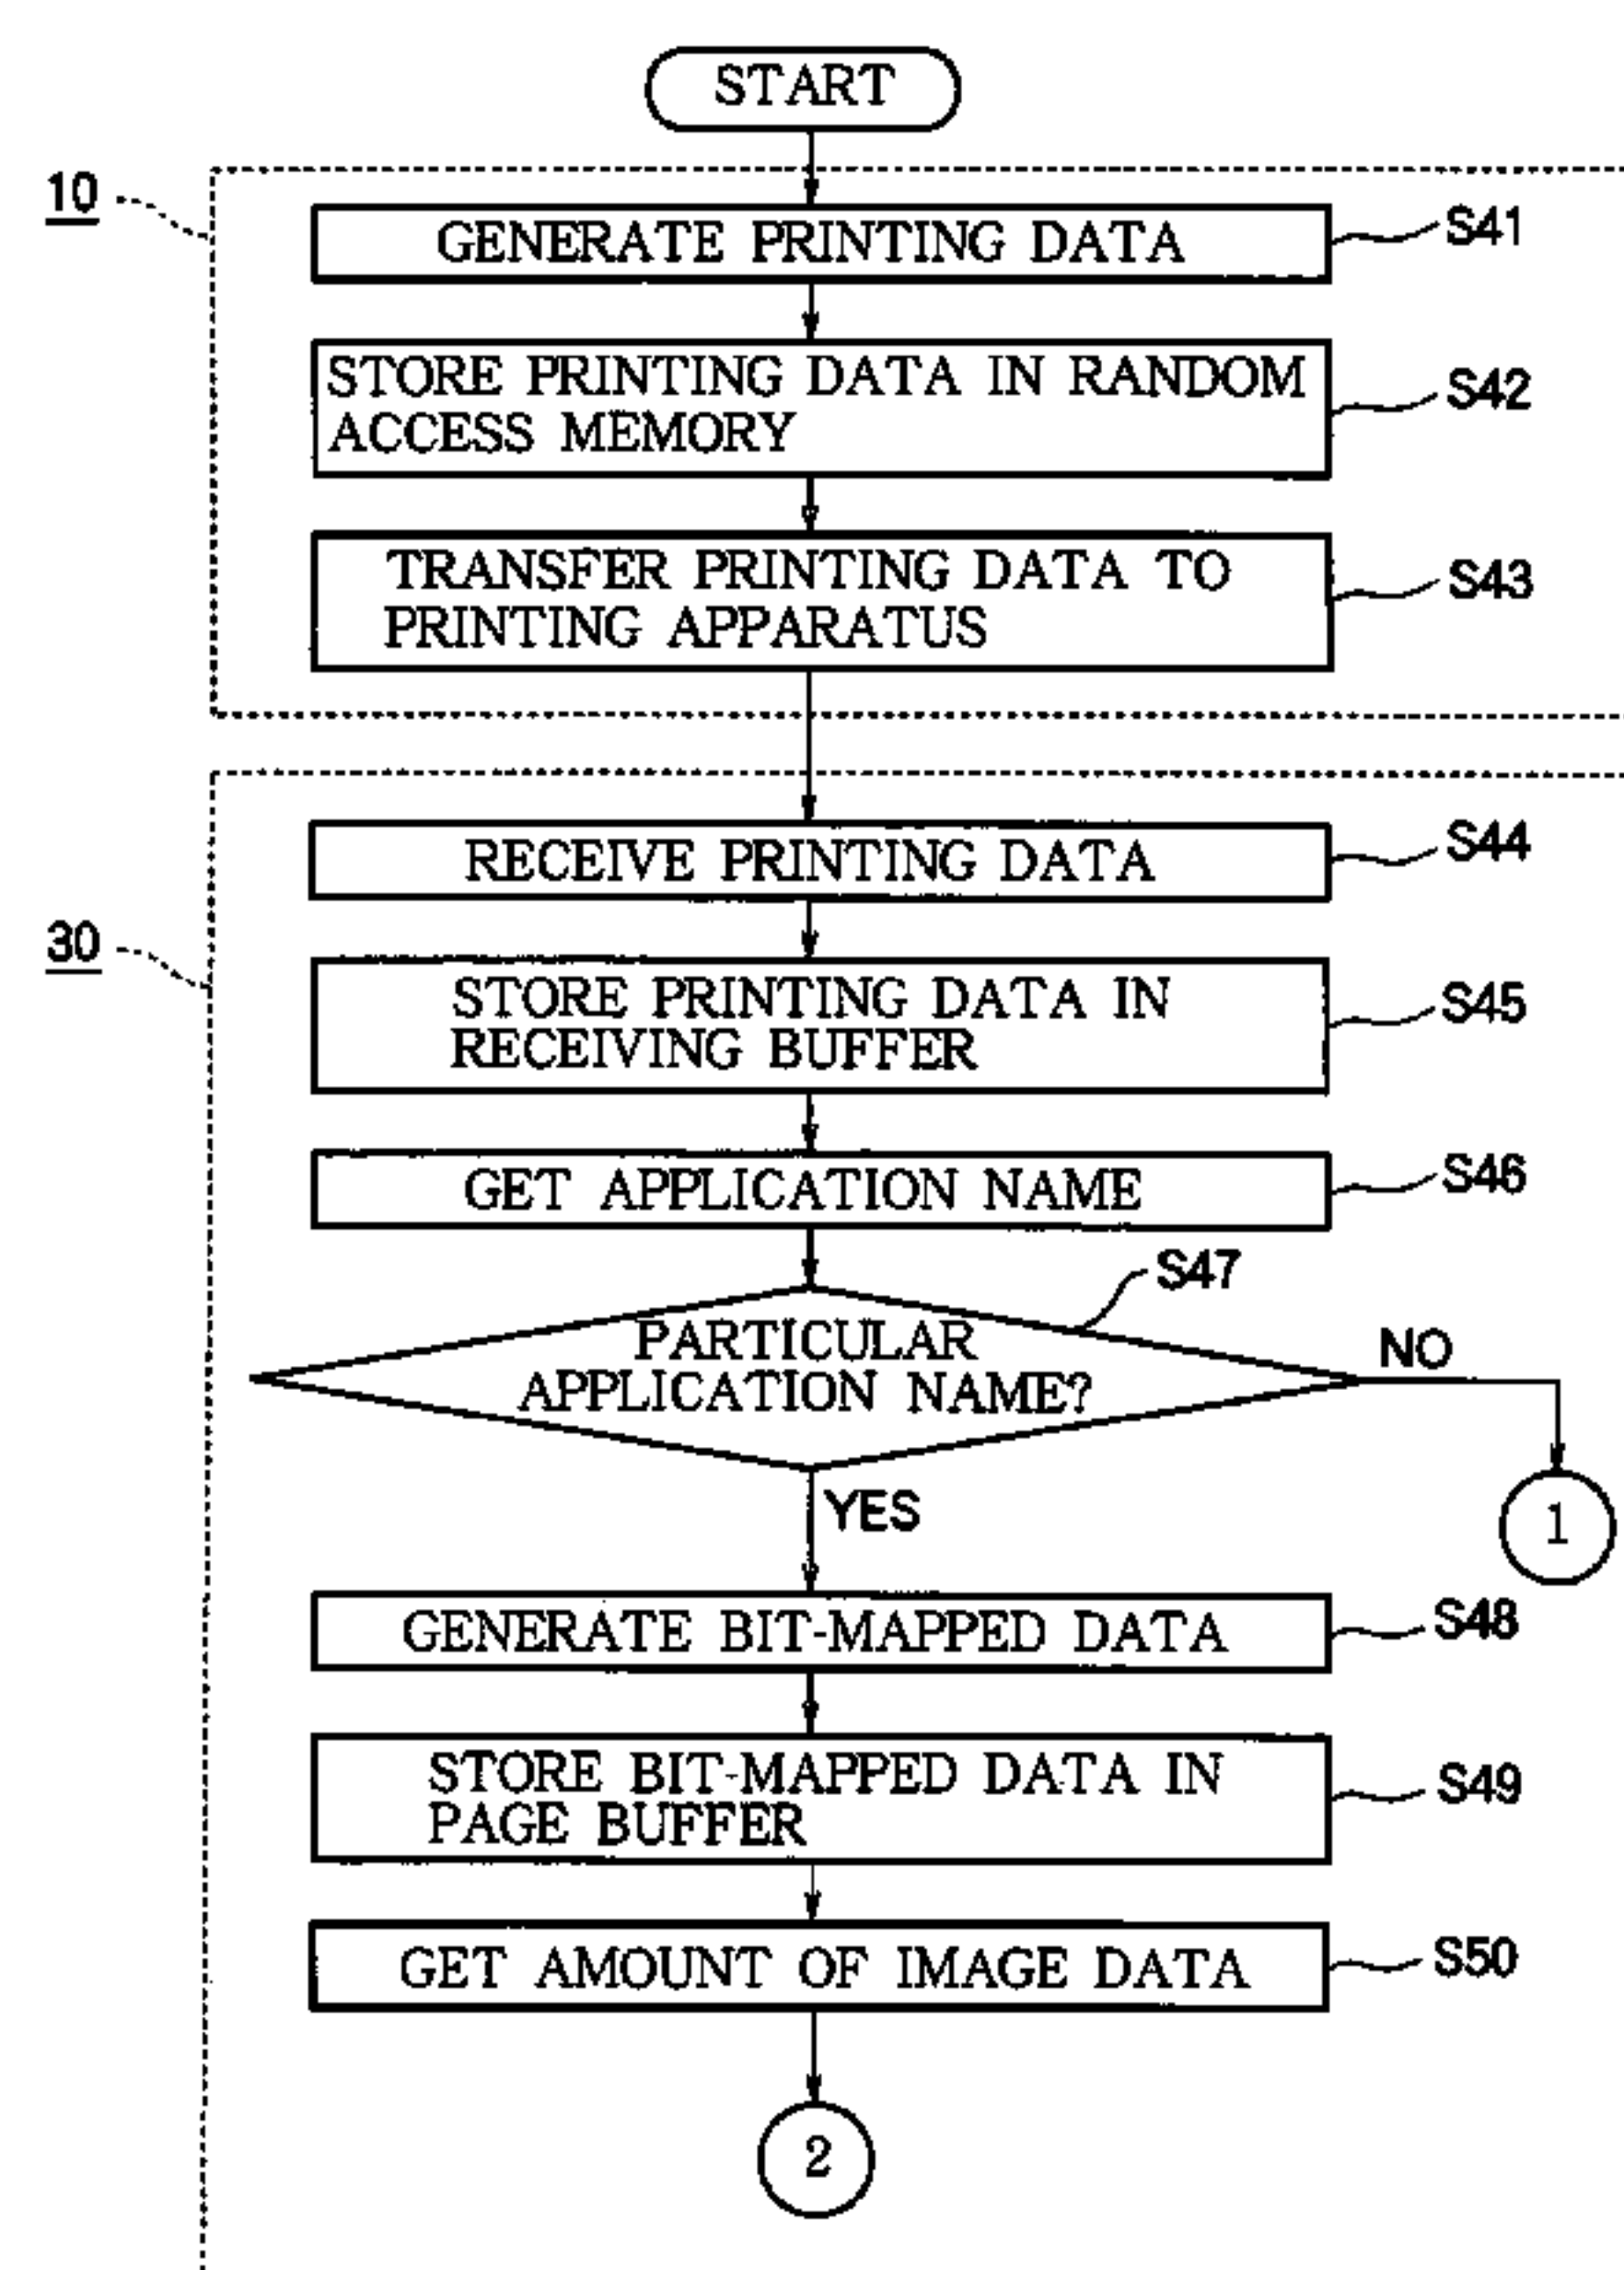 START
10
GENERATE PRINTING DATA
S41
STORE PRINTING DATA IN RANDOM
ACCESS MEMORY
S42
TRANSFER PRINTING DATA TO
PRINTING APPARATUS
S43
30
RECEIVE PRINTING DATA
S44
STORE PRINTING DATA IN
RECEIVING BUFFER
S45
GET APPLICATION NAME
S46
S47
PARTICULAR
APPLICATION NAME?
NO
1
YES
GENERATE BIT-MAPPED DATA
S48
STORE BIT-MAPPED DATA IN
PAGE BUFFER
S49
GET AMOUNT OF IMAGE DATA
S50
2